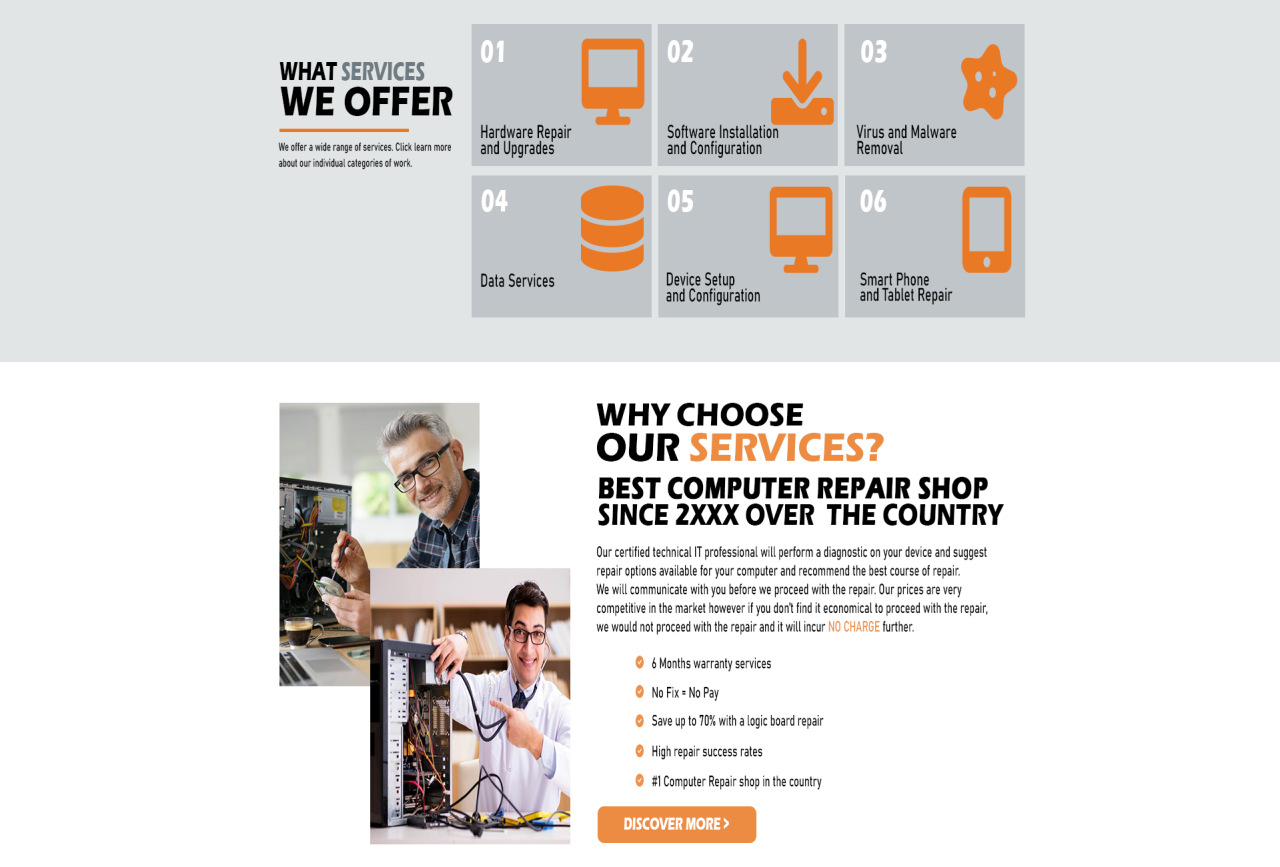 WHAT SERVICES
WE OFFER
We offer a wide range of services. Click learn more
about our individual categories of work.
01
Hardware Repair
and Upgrades
02
Software Installation
and Configuration
03
Virus and Malware
Removal
04
Data Services
05
Device Setup
and Configuration
06
Smart Phone
and Tablet Repair
WHY CHOOSE
OUR SERVICES?
BEST COMPUTER REPAIR SHOP
SINCE 2XXX OVER THE COUNTRY
Our certified technical IT professional will perform a diagnostic on your device and suggest
repair options available for your computer and recommend the best course of repair.
We will communicate with you before we proceed with the repair. Our prices are very
competitive in the market however if you don't find it economical to proceed with the repair,
we would not proceed with the repair and it will incur NO CHARGE further.
6 Months warranty services
No Fix = No Pay
Save up to 70% with a logic board repair
High repair success rates
#1 Computer Repair shop in the country
DISCOVER MORE >